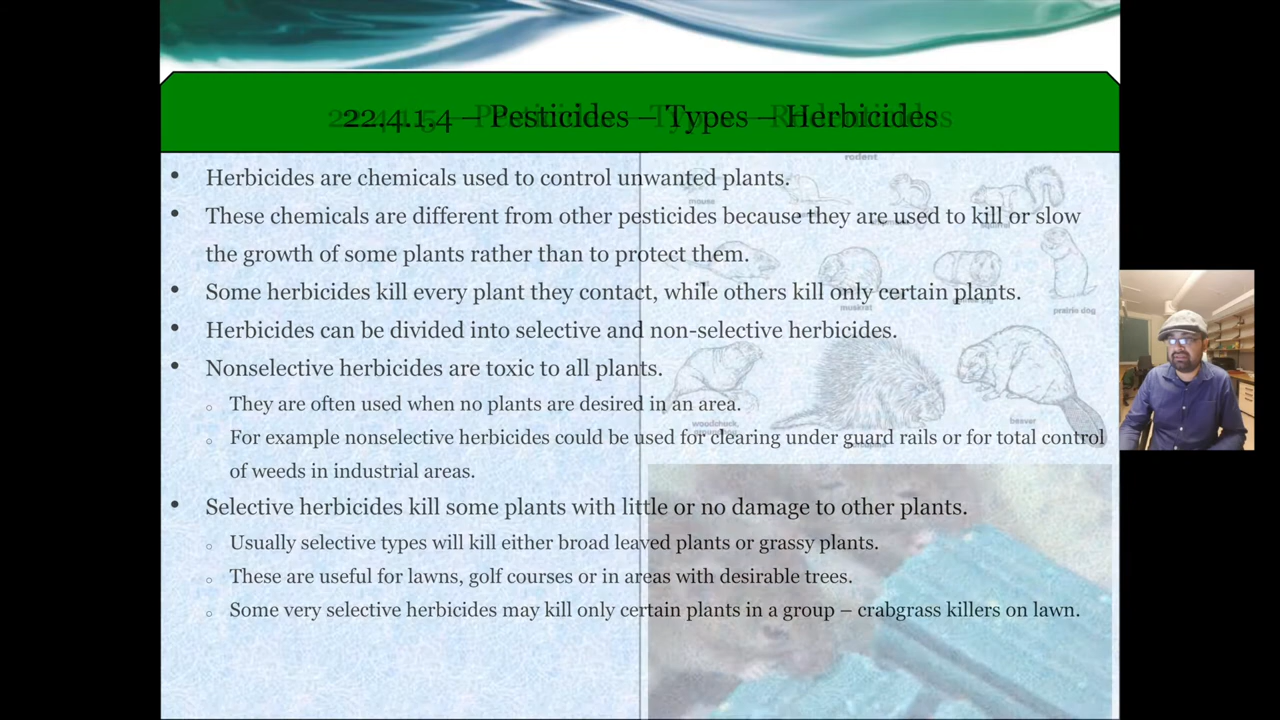 22.4.1.4 – Pesticides – Types – Herbicides
• Herbicides are chemicals used to control unwanted plants.
• These chemicals are different from other pesticides because they are used to kill or slow
the growth of some plants rather than to protect them.
• Some herbicides kill every plant they contact, while others kill only certain plants.
• Herbicides can be divided into selective and non-selective herbicides.
• Nonselective herbicides are toxic to all plants.
o They are often used when no plants are desired in an area.
o For example nonselective herbicides could be used for clearing under guard rails or for total control
of weeds in industrial areas.
• Selective herbicides kill some plants with little or no damage to other plants.
o Usually selective types will kill either broad leaved plants or grassy plants.
o These are useful for lawns, golf courses or in areas with desirable trees.
o Some very selective herbicides may kill only certain plants in a group – crabgrass killers on lawn.
rodent
mouse
squirrel
muskrat
prairie dog
woodchuck,
beaver